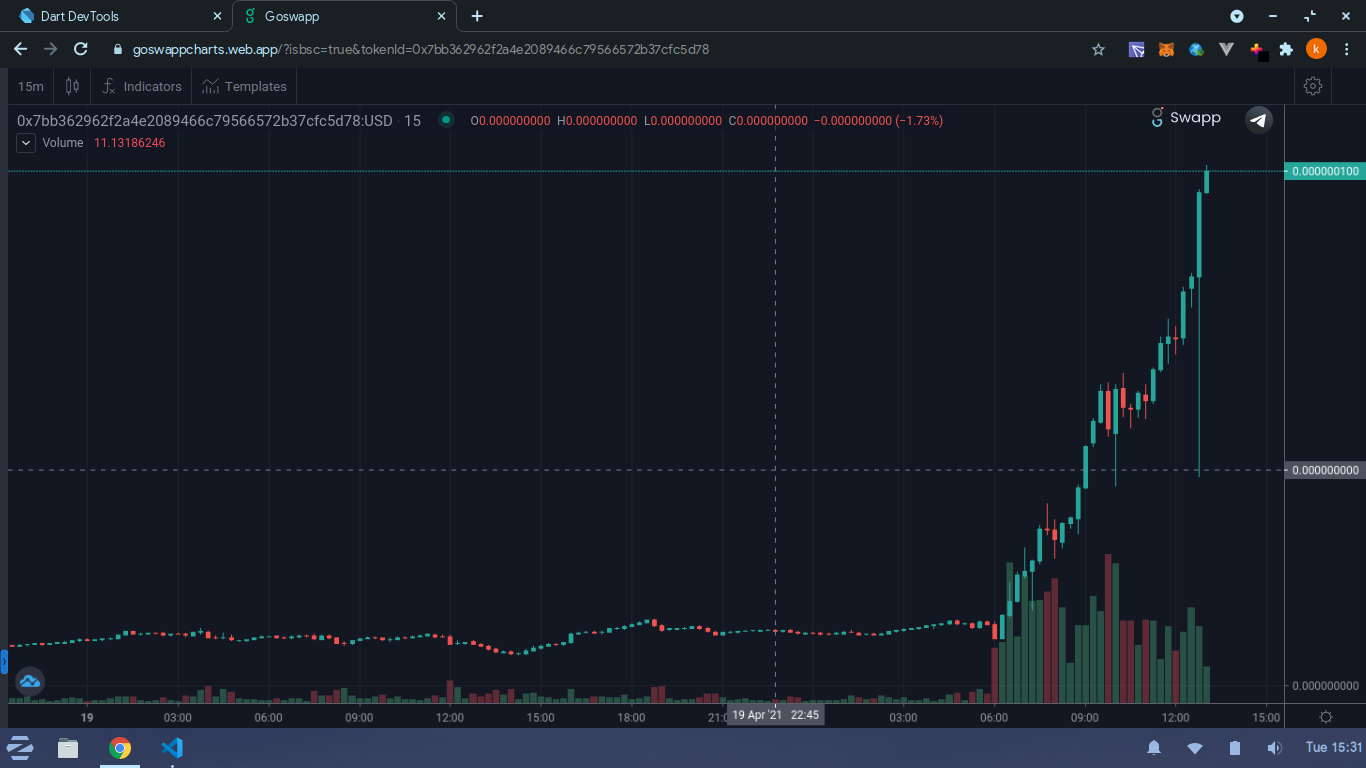 Dart DevTools
Goswapp
goswappcharts.web.app/?isbsc=true&tokenId=0x7bb362962f2a4e2089466c79566572b37cfc5d78
k
15m
Indicators
Templates
0x7bb362962f2a4e2089466c79566572b37cfc5d78:USD · 15
O0.000000000 H0.000000000 L0.000000000 C0.000000000 −0.000000000 (−1.73%)
Swapp
Volume 11.13186246
0.000000100
0.000000000
0.000000000
19 03:00 06:00 09:00 12:00 15:00 18:00 19 Apr '21 22:45 03:00 06:00 09:00 12:00 15:00
Tue 15:31